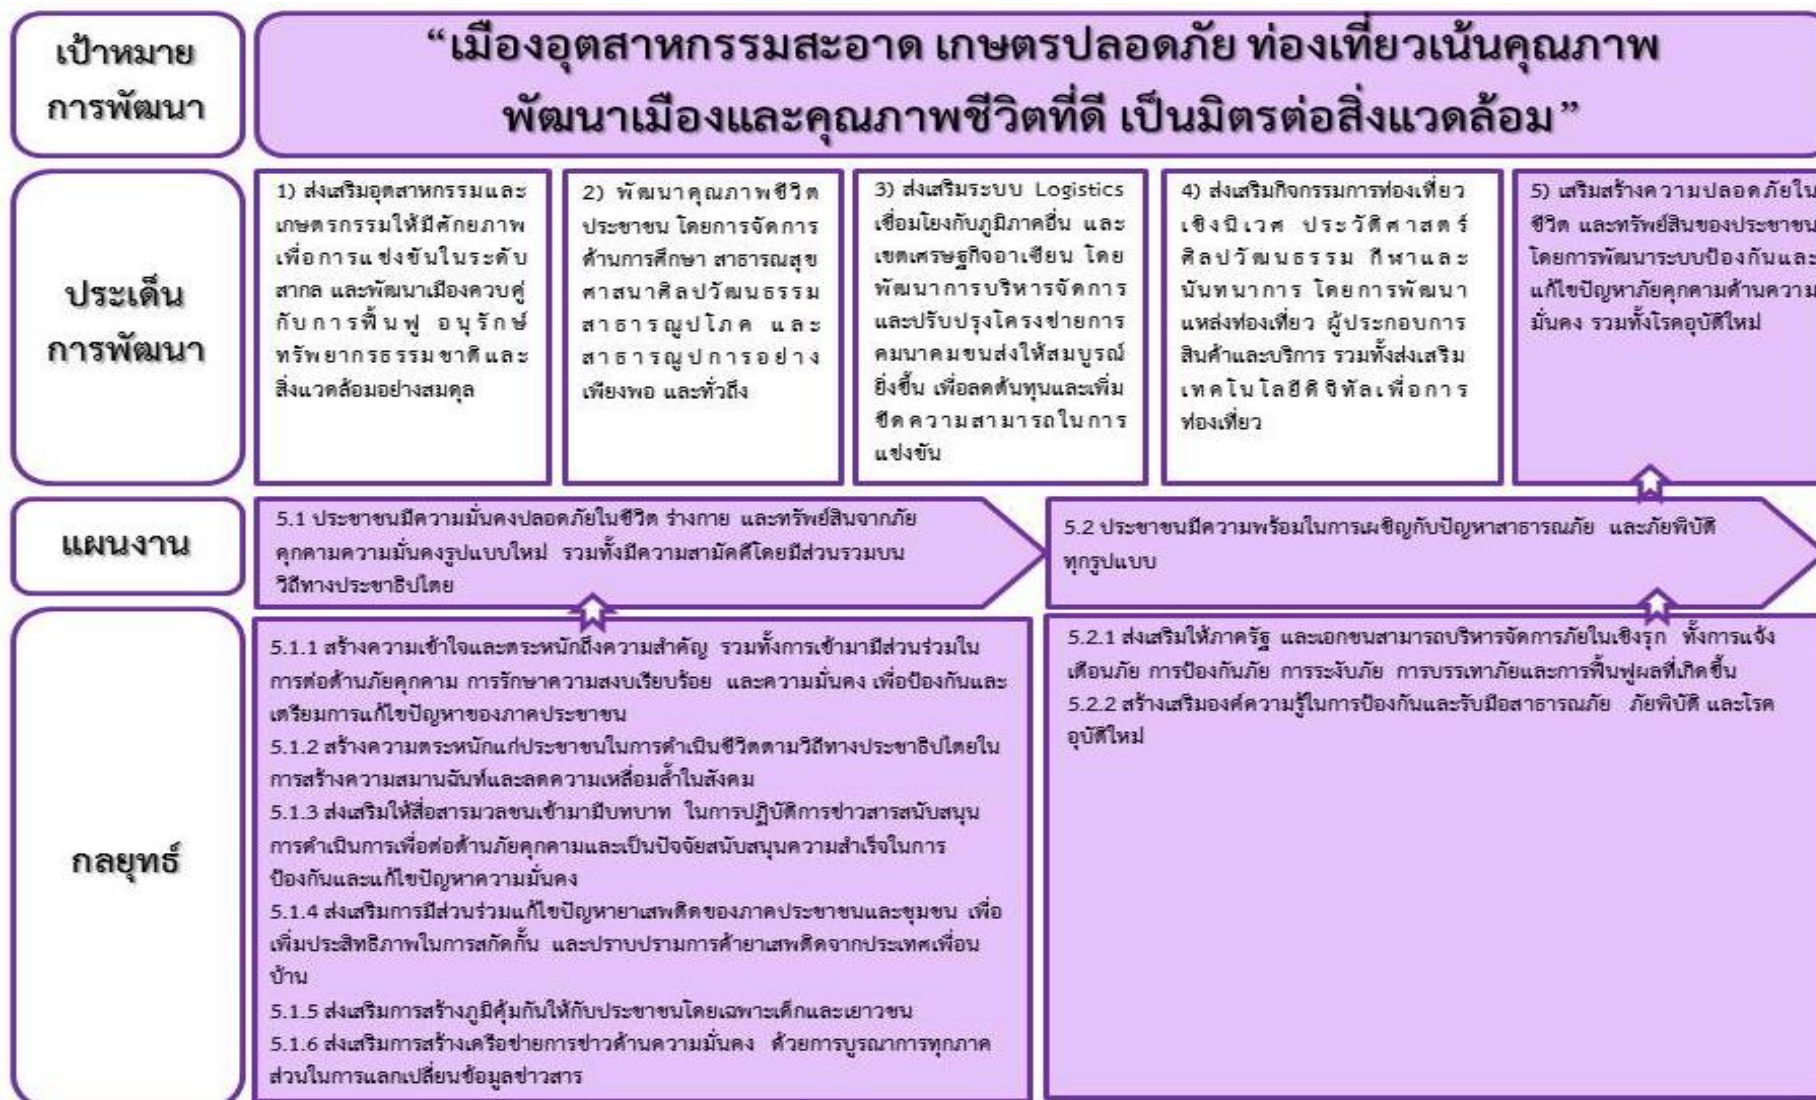 เป้าหมาย
การพัฒนา
“เมืองอุตสาหกรรมสะอาด เกษตรปลอดภัย ท่องเที่ยวเน้นคุณภาพ
พัฒนาเมืองและคุณภาพชีวิตที่ดี เป็นมิตรต่อสิ่งแวดล้อม”
ประเด็น
การพัฒนา
1) ส่งเสริมอุตสาหกรรมและ
เกษตรกรรมให้มีศักยภาพ
เพื่อการแข่งขันในระดับ
สากล และพัฒนาเมืองควบคู่
กับการฟื้นฟู อนุรักษ์
ทรัพยากรธรรมชาติและ
สิ่งแวดล้อมอย่างสมดุล
2) พัฒนาคุณภาพชีวิต
ประชาชน โดยการจัดการ
ด้านการศึกษา สาธารณสุข
ศาสนาศิลปวัฒนธรรม
สาธารณูปโภค และ
สาธารณูปการอย่าง
เพียงพอ และทั่วถึง
3) ส่งเสริมระบบ Logistics
เชื่อมโยงกับภูมิภาคอื่น และ
เขตเศรษฐกิจอาเซียน โดย
พัฒนาการบริหารจัดการ
และปรับปรุงโครงข่ายการ
คมนาคมขนส่งให้สมบูรณ์
ยิ่งขึ้น เพื่อลดต้นทุนและเพิ่ม
ขีดความสามารถในการ
แข่งขัน
4) ส่งเสริมกิจกรรมการท่องเที่ยว
เชิงนิเวศ ประวัติศาสตร์
ศิลปวัฒนธรรม กีฬาและ
นันทนาการ โดยการพัฒนา
แหล่งท่องเที่ยว ผู้ประกอบการ
สินค้าและบริการ รวมทั้งส่งเสริม
เทคโนโลยีดิจิทัลเพื่อการ
ท่องเที่ยว
5) เสริมสร้างความปลอดภัยใน
ชีวิต และทรัพย์สินของประชาชน
โดยการพัฒนาระบบป้องกันและ
แก้ไขปัญหาภัยคุกคามด้านความ
มั่นคง รวมทั้งโรคอุบัติใหม่
แผนงาน
5.1 ประชาชนมีความมั่นคงปลอดภัยในชีวิต ร่างกาย และทรัพย์สินจากภัย
คุกคามความมั่นคงรูปแบบใหม่ รวมทั้งมีความสามัคคีโดยมีส่วนรวมบน
วิถีทางประชาธิปไตย
5.2 ประชาชนมีความพร้อมในการเผชิญกับปัญหาสาธารณภัย และภัยพิบัติ
ทุกรูปแบบ
กลยุทธ์
5.1.1 สร้างความเข้าใจและตระหนักถึงความสำคัญ รวมทั้งการเข้ามามีส่วนร่วมใน
การต่อต้านภัยคุกคาม การรักษาความสงบเรียบร้อย และความมั่นคง เพื่อป้องกันและ
เตรียมการแก้ไขปัญหาของภาคประชาชน
5.1.2 สร้างความตระหนักแก่ประชาชนในการดำเนินชีวิตตามวิถีทางประชาธิปไตยใน
การสร้างความสมานฉันท์และลดความเหลื่อมล้ำในสังคม
5.1.3 ส่งเสริมให้สื่อสารมวลชนเข้ามามีบทบาท ในการปฏิบัติการข่าวสารสนับสนุน
การดำเนินการเพื่อต่อต้านภัยคุกคามและเป็นปัจจัยสนับสนุนความสำเร็จในการ
ป้องกันและแก้ไขปัญหาความมั่นคง
5.1.4 ส่งเสริมการมีส่วนร่วมแก้ไขปัญหายาเสพติดของภาคประชาชนและชุมชน เพื่อ
เพิ่มประสิทธิภาพในการสกัดกั้น และปราบปรามการค้ายาเสพติดจากประเทศเพื่อน
บ้าน
5.1.5 ส่งเสริมการสร้างภูมิคุ้มกันให้กับประชาชนโดยเฉพาะเด็กและเยาวชน
5.1.6 ส่งเสริมการสร้างเครือข่ายการข่าวด้านความมั่นคง ด้วยการบูรณาการทุกภาค
ส่วนในการแลกเปลี่ยนข้อมูลข่าวสาร
5.2.1 ส่งเสริมให้ภาครัฐ และเอกชนสามารถบริหารจัดการภัยในเชิงรุก ทั้งการแจ้ง
เตือนภัย การป้องกันภัย การระงับภัย การบรรเทาภัยและการฟื้นฟูผลที่เกิดขึ้น
5.2.2 สร้างเสริมองค์ความรู้ในการป้องกันและรับมือสาธารณภัย ภัยพิบัติ และโรค
อุบัติใหม่